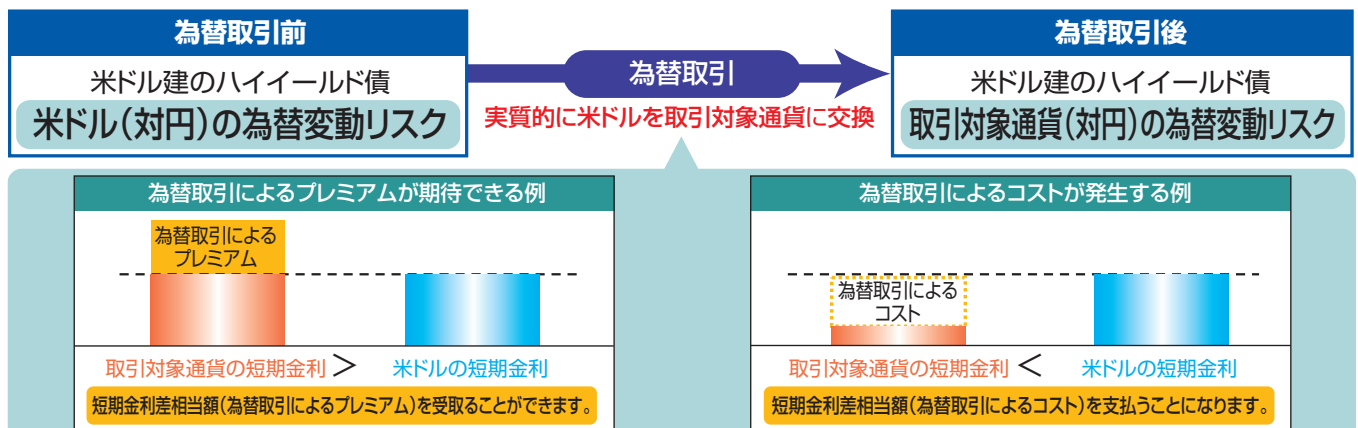 為替取引前
米ドル建のハイイールド債
米ドル(対円)の為替変動リスク
為替取引
実質的に米ドルを取引対象通貨に交換
為替取引後
米ドル建のハイイールド債
取引対象通貨(対円)の為替変動リスク
為替取引によるプレミアムが期待できる例
為替取引による
プレミアム
取引対象通貨の短期金利 > 米ドルの短期金利
短期金利差相当額(為替取引によるプレミアム)を受取ることができます。
為替取引によるコストが発生する例
為替取引による
コスト
取引対象通貨の短期金利 < 米ドルの短期金利
短期金利差相当額(為替取引によるコスト)を支払うことになります。